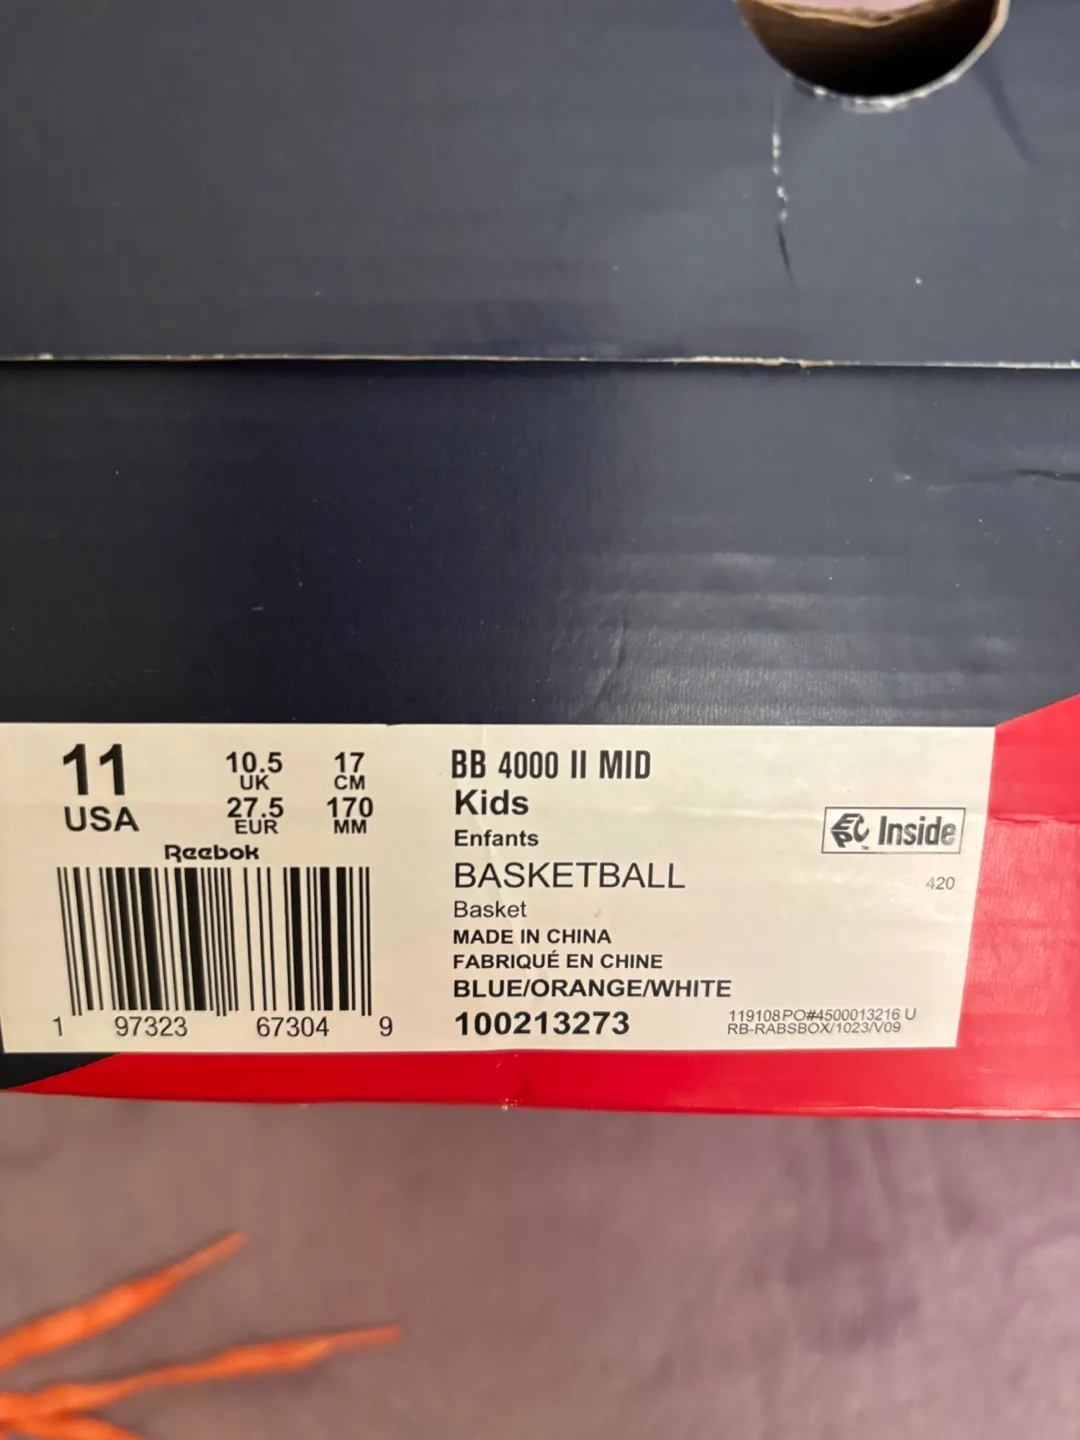 11
USA
10.5
UK
27.5
EUR
17
CM
170
MM
Reebok
1 97323 67304 9
BB 4000 II MID
Kids
Enfants
BASKETBALL
Basket
MADE IN CHINA
FABRIQUÉ EN CHINE
BLUE/ORANGE/WHITE
100213273
EPC Inside
TM
420
119108PO#4500013216 U
RB-RABSBOX/1023/V09